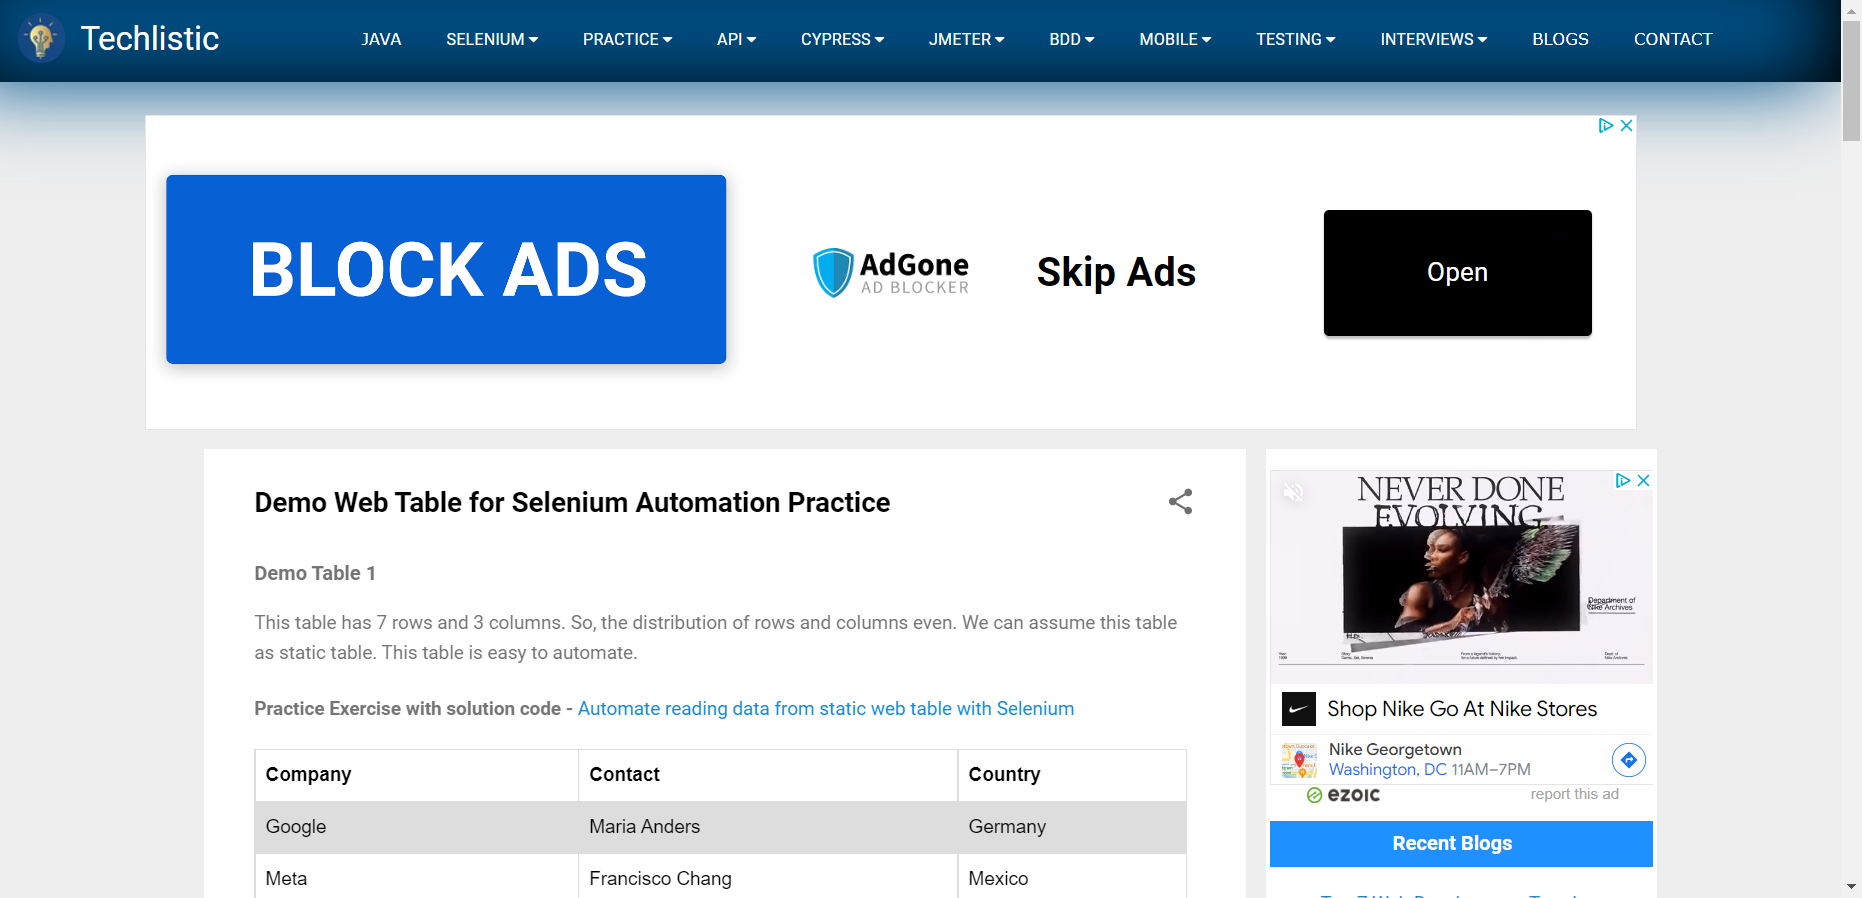 Techlistic
JAVA SELENIUM PRACTICE API CYPRESS JMETER BDD MOBILE TESTING INTERVIEWS BLOGS CONTACT
BLOCK ADS
AdGone
AD BLOCKER
Skip Ads
Open
Demo Web Table for Selenium Automation Practice
Demo Table 1
This table has 7 rows and 3 columns. So, the distribution of rows and columns even. We can assume this table
as static table. This table is easy to automate.
Practice Exercise with solution code - Automate reading data from static web table with Selenium
Company Contact Country
Google Maria Anders Germany
Meta Francisco Chang Mexico
NEVER DONE
EVOLVING
Department of
Nike Archives
Shop Nike Go At Nike Stores
Nike Georgetown
Washington, DC 11AM–7PM
ezoic
report this ad
Recent Blogs